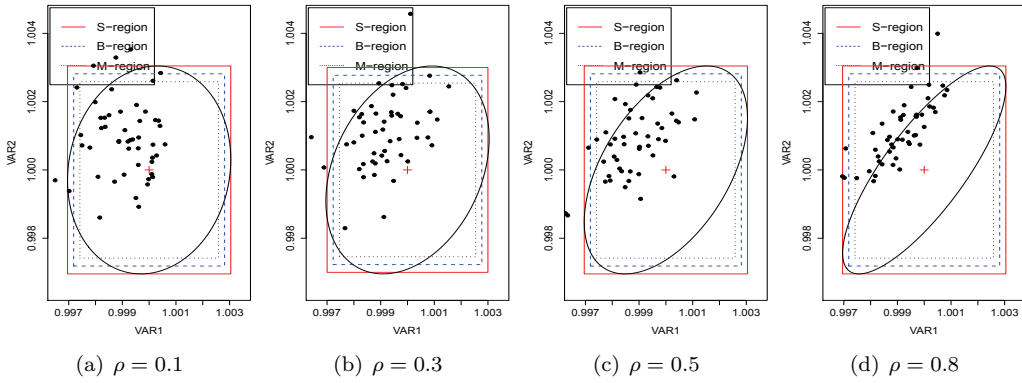 S−region
B−region
M−region
1.004
1.002
1.000
0.998
VAR2
0.997
0.999
1.001
1.003
VAR1
(a) ρ = 0.1
S−region
B−region
M−region
1.004
1.002
1.000
0.998
VAR2
0.997
0.999
1.001
1.003
VAR1
(b) ρ = 0.3
S−region
B−region
M−region
1.004
1.002
1.000
0.998
VAR2
0.997
0.999
1.001
1.003
VAR1
(c) ρ = 0.5
S−region
B−region
M−region
1.004
1.002
1.000
0.998
VAR2
0.997
0.999
1.001
1.003
VAR1
(d) ρ = 0.8